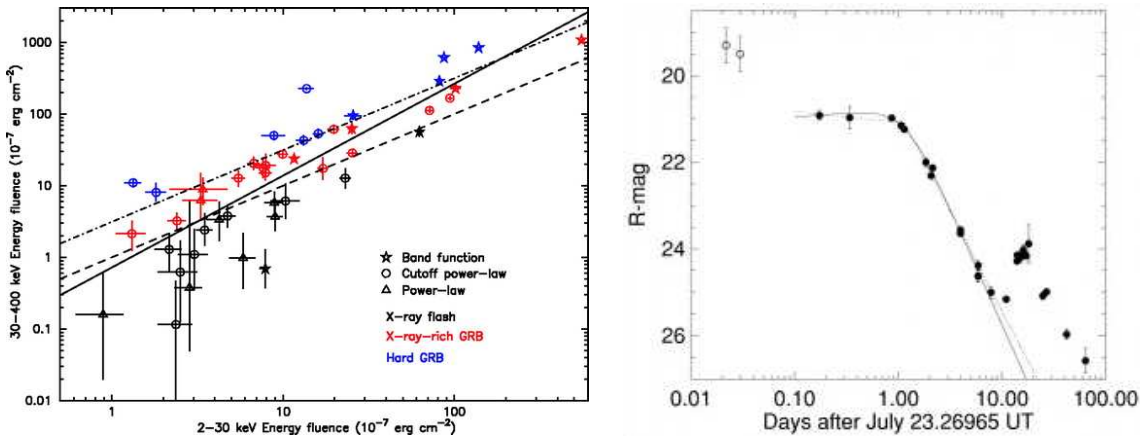 1000
100
10
1
0.1
0.01
30-400 keV Energy fluence (10⁻⁷ erg cm⁻²)
Band function
Cutoff power-law
Power-law
X-ray flash
X-ray-rich GRB
Hard GRB
1 10 100
2-30 keV Energy fluence (10⁻⁷ erg cm⁻²)
20
22
24
26
R-mag
0.01 0.10 1.00 10.00 100.00
Days after July 23.26965 UT